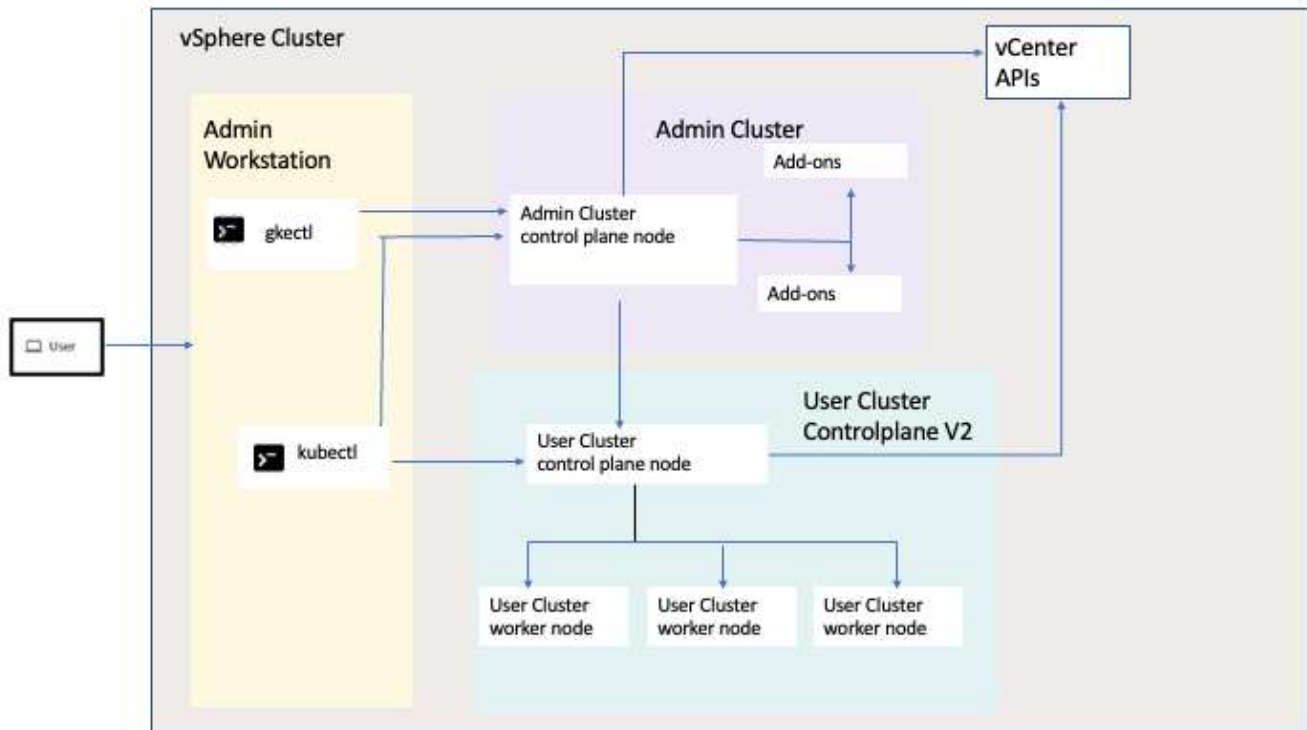 vSphere Cluster
vCenter
APIs
Admin
Workstation
Admin Cluster
Add-ons
gkectl
Admin Cluster
control plane node
Add-ons
User
kubectl
User Cluster
Controlplane V2
User Cluster
control plane node
User Cluster
worker node
User Cluster
worker node
User Cluster
worker node